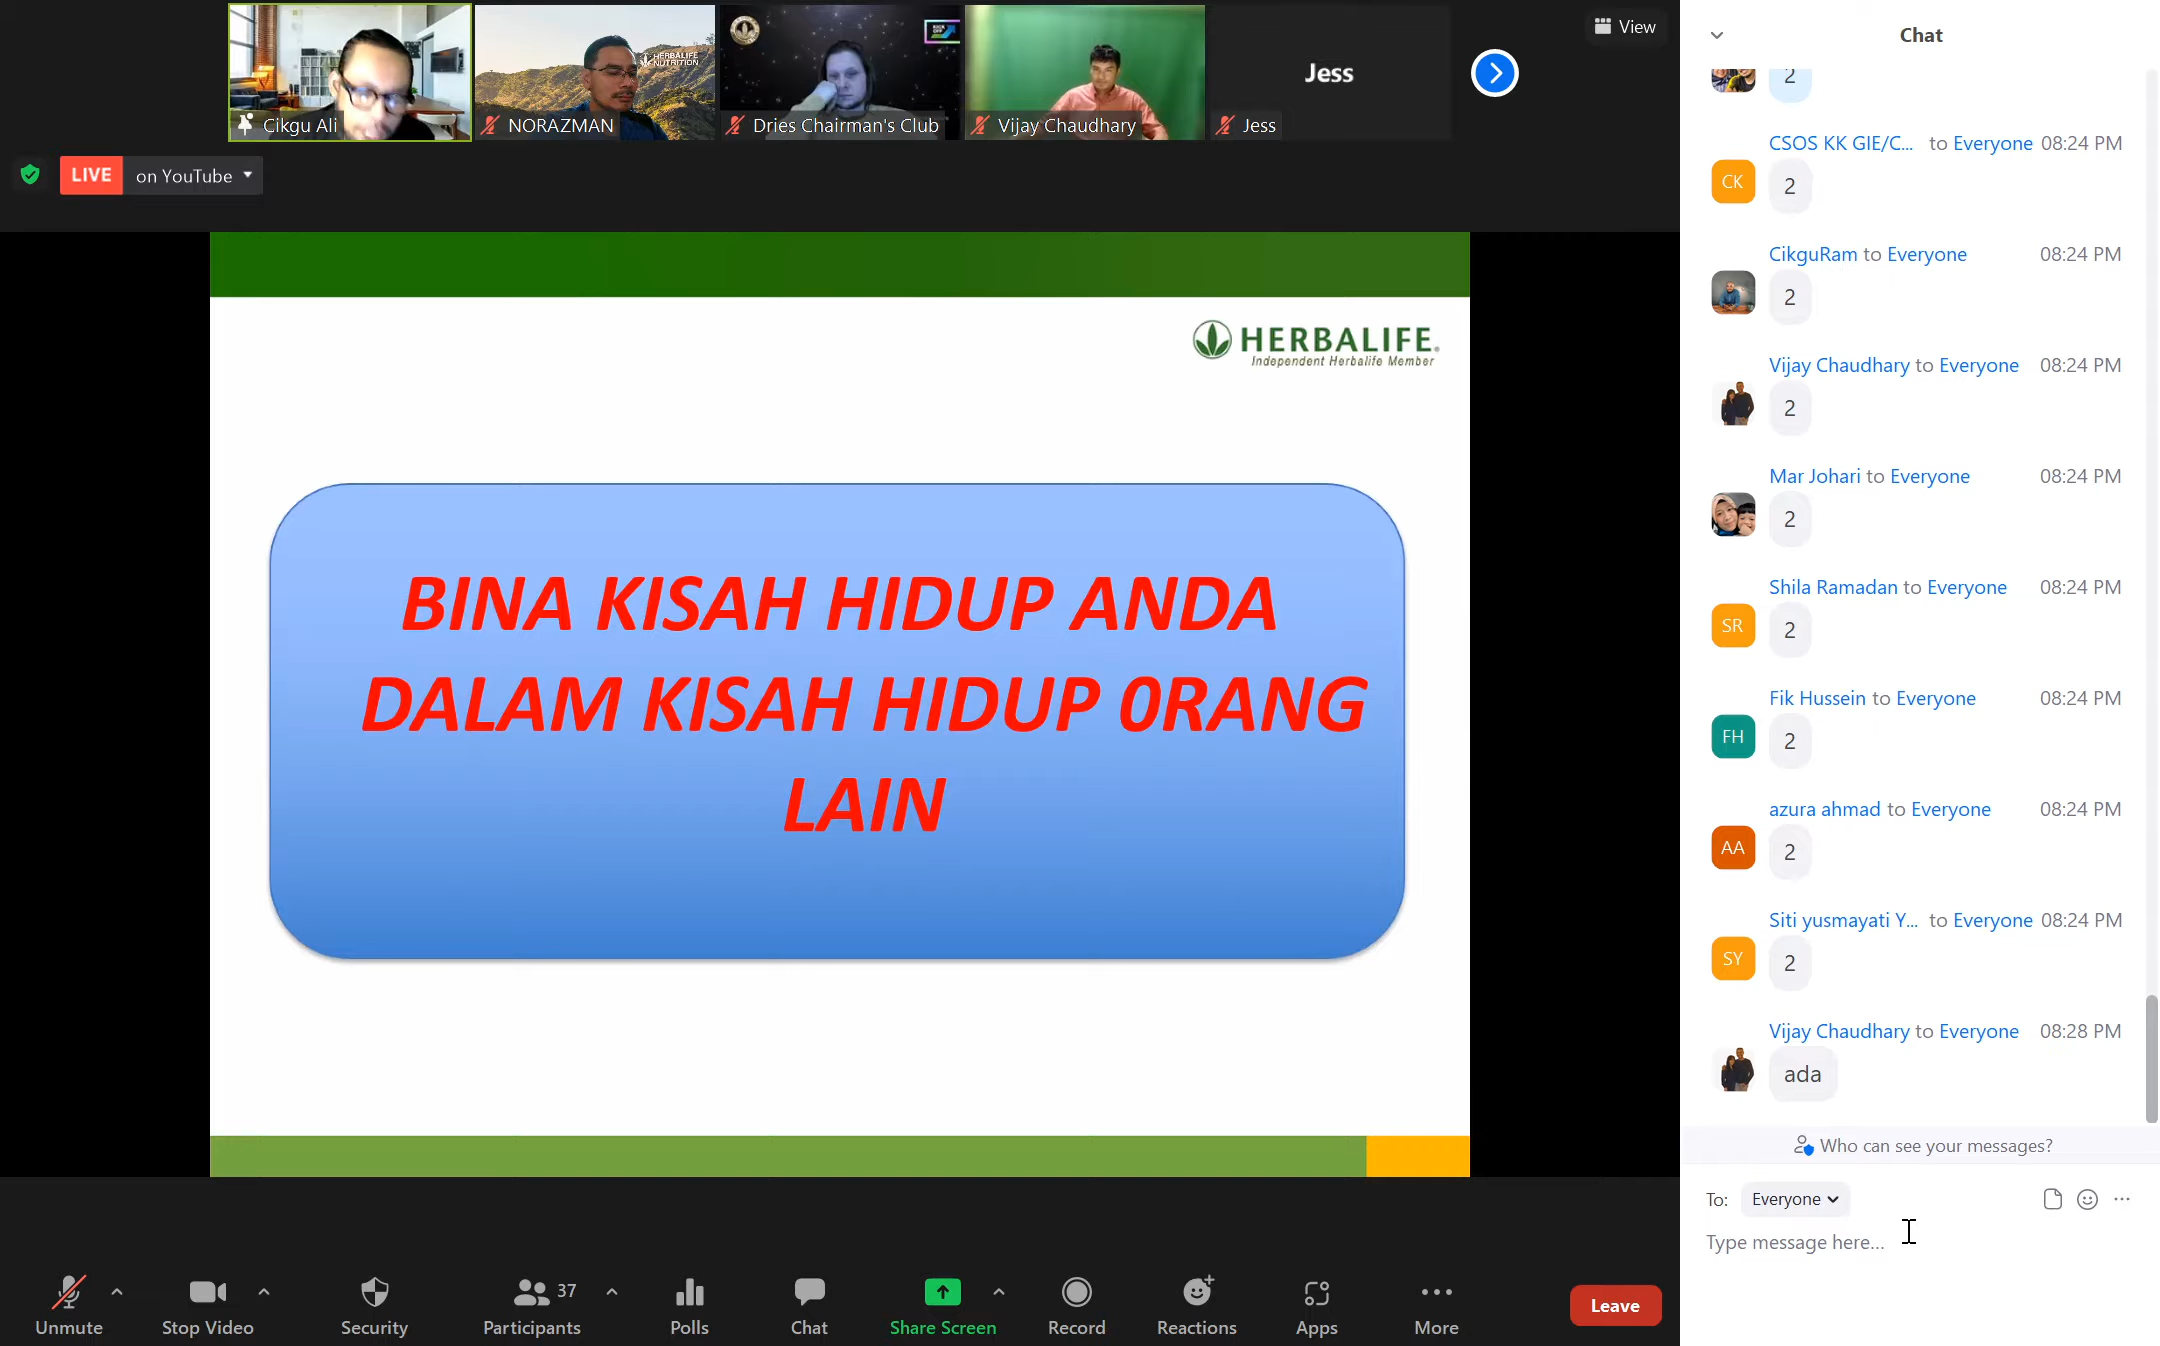 Cikgu Ali
HERBALIFE NUTRITION
NORAZMAN
Dries Chairman's Club
Vijay Chaudhary
Jess
Jess
View
LIVE on YouTube
HERBALIFE
Independent Herbalife Member
BINA KISAH HIDUP ANDA
DALAM KISAH HIDUP 0RANG
LAIN
Unmute
Stop Video
Security
37
Participants
Polls
Chat
Share Screen
Record
Reactions
Apps
More
Leave
Chat
2
CSOS KK GIE/C... to Everyone 08:24 PM
CK
2
CikguRam to Everyone 08:24 PM
2
Vijay Chaudhary to Everyone 08:24 PM
2
Mar Johari to Everyone 08:24 PM
2
Shila Ramadan to Everyone 08:24 PM
SR
2
Fik Hussein to Everyone 08:24 PM
FH
2
azura ahmad to Everyone 08:24 PM
AA
2
Siti yusmayati Y... to Everyone 08:24 PM
SY
2
Vijay Chaudhary to Everyone 08:28 PM
ada
Who can see your messages?
To: Everyone
Type message here...